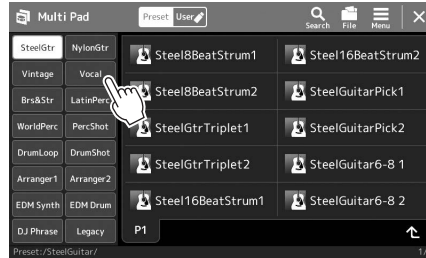 Multi Pad
Preset User
Search File Menu
SteelGtr NylonGtr
Vintage Vocal
Brs&Str LatinPerc
WorldPerc PercShot
DrumLoop DrumShot
Arranger1 Arranger2
EDM Synth EDM Drum
DJ Phrase Legacy
Steel8BeatStrum1 Steel16BeatStrum2
Steel8BeatStrum2 SteelGuitarPick1
SteelGtrTriplet1 SteelGuitarPick2
SteelGtrTriplet2 SteelGuitar6-8 1
Steel16BeatStrum1 SteelGuitar6-8 2
P1
Preset:/SteelGuitar/